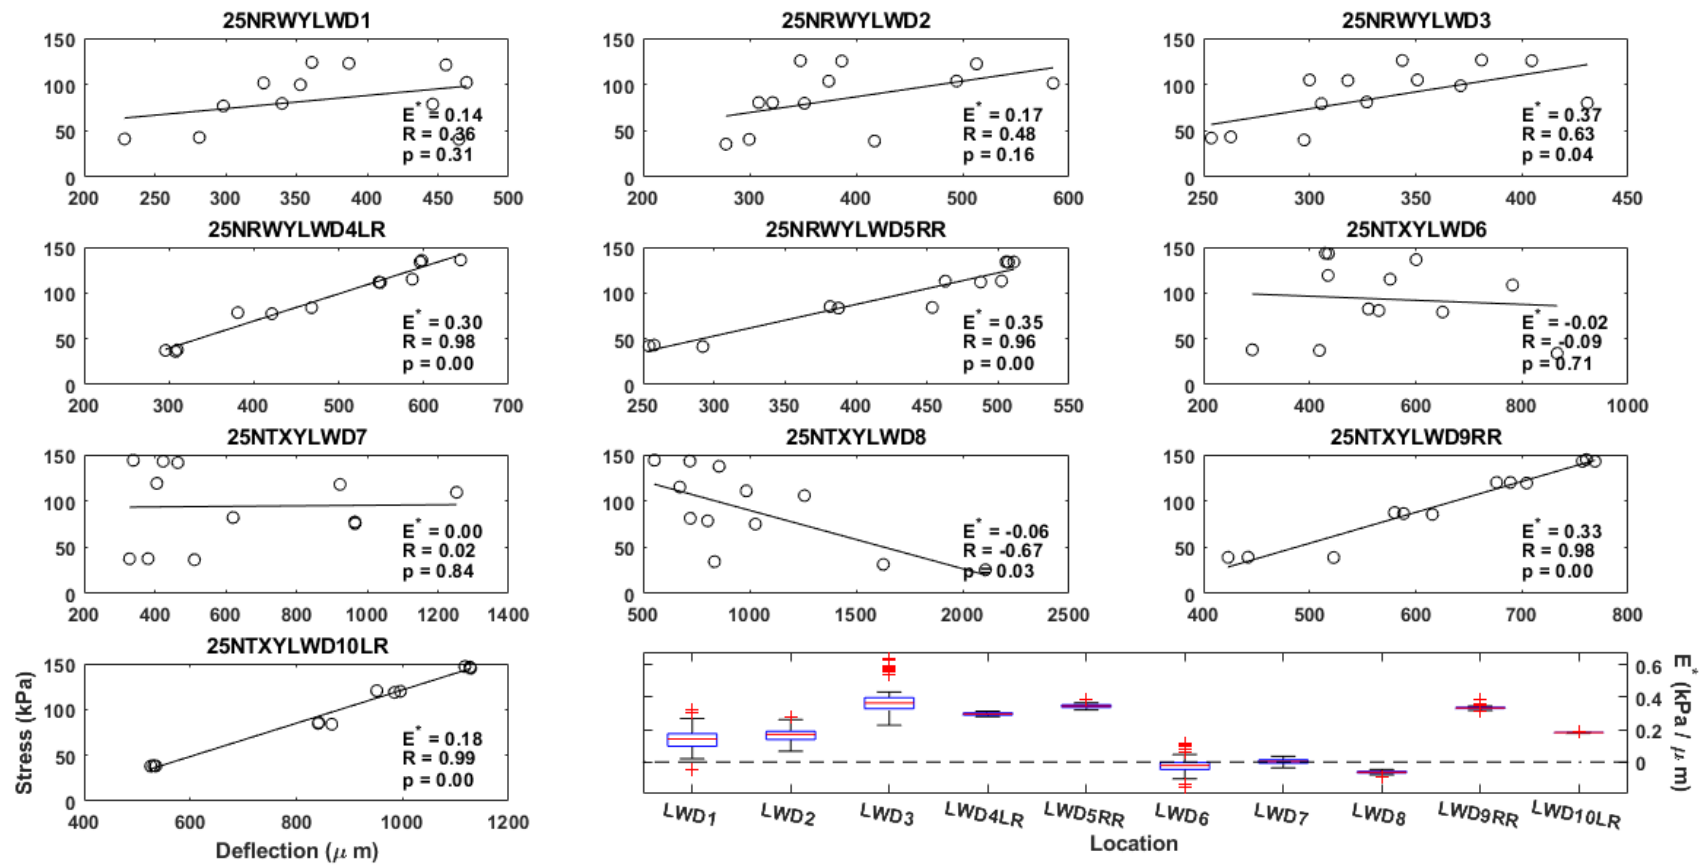 25NRWYLWD1
150
100
50
0
200 250 300 350 400 450 500
E* = 0.14
R = 0.36
p = 0.31
25NRWYLWD2
150
100
50
0
200 300 400 500 600
E* = 0.17
R = 0.48
p = 0.16
25NRWYLWD3
150
100
50
0
250 300 350 400 450
E* = 0.37
R = 0.63
p = 0.04
25NRWYLWD4LR
150
100
50
0
200 300 400 500 600 700
E* = 0.30
R = 0.98
p = 0.00
25NRWYLWD5RR
150
100
50
0
250 300 350 400 450 500 550
E* = 0.35
R = 0.96
p = 0.00
25NTXYLWD6
150
100
50
0
200 400 600 800 1000
E* = -0.02
R = -0.09
p = 0.71
25NTXYLWD7
150
100
50
0
200 400 600 800 1000 1200 1400
E* = 0.00
R = 0.02
p = 0.84
25NTXYLWD8
150
100
50
0
500 1000 1500 2000 2500
E* = -0.06
R = -0.67
p = 0.03
25NTXYLWD9RR
150
100
50
0
400 500 600 700 800
E* = 0.33
R = 0.98
p = 0.00
25NTXYLWD10LR
Stress (kPa)
150
100
50
0
400 600 800 1000 1200
Deflection (μ m)
E* = 0.18
R = 0.99
p = 0.00
0.6
0.4
0.2
0
E* (kPa / μ m)
LWD1 LWD2 LWD3 LWD4LR LWD5RR LWD6 LWD7 LWD8 LWD9RR LWD10LR
Location